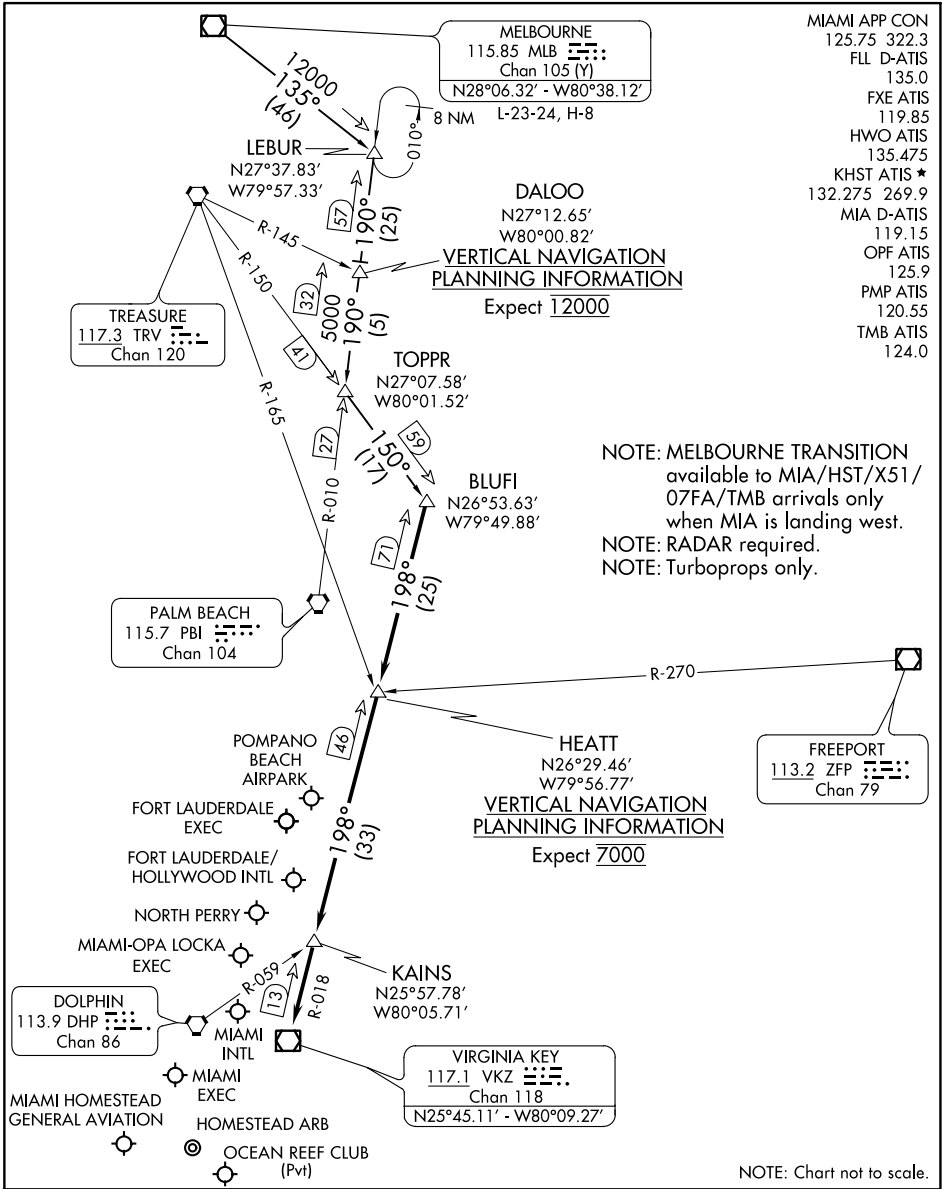 MELBOURNE
115.85 MLB
Chan 105 (Y)
N28°06.32' - W80°38.12'
L-23-24, H-8
MIAMI APP CON
125.75 322.3
FLL D-ATIS
135.0
FXE ATIS
119.85
HWO ATIS
135.475
KHST ATIS ★
132.275 269.9
MIA D-ATIS
119.15
OPF ATIS
125.9
PMP ATIS
120.55
TMB ATIS
124.0
12000
135°
(46)
010°
8 NM
LEBUR
N27°37.83'
W79°57.33'
57
190°
(25)
DALOO
N27°12.65'
W80°00.82'
VERTICAL NAVIGATION
PLANNING INFORMATION
Expect 12000
R-145
R-150
R-165
TREASURE
117.3 TRV
Chan 120
32
5000
190°
(5)
41
TOPPR
N27°07.58'
W80°01.52'
27
R-010
150°
(17)
59
BLUFI
N26°53.63'
W79°49.88'
NOTE: MELBOURNE TRANSITION
available to MIA/HST/X51/
07FA/TMB arrivals only
when MIA is landing west.
NOTE: RADAR required.
NOTE: Turboprops only.
71
198°
(25)
PALM BEACH
115.7 PBI
Chan 104
R-270
FREEPORT
113.2 ZFP
Chan 79
46
HEATT
N26°29.46'
W79°56.77'
VERTICAL NAVIGATION
PLANNING INFORMATION
Expect 7000
POMPANO
BEACH
AIRPARK
FORT LAUDERDALE
EXEC
198°
(33)
FORT LAUDERDALE/
HOLLYWOOD INTL
NORTH PERRY
MIAMI-OPA LOCKA
EXEC
KAINS
N25°57.78'
W80°05.71'
R-059
13
R-018
DOLPHIN
113.9 DHP
Chan 86
MIAMI
INTL
VIRGINIA KEY
117.1 VKZ
Chan 118
N25°45.11' - W80°09.27'
MIAMI
EXEC
MIAMI HOMESTEAD
GENERAL AVIATION
HOMESTEAD ARB
OCEAN REEF CLUB
(Pvt)
NOTE: Chart not to scale.